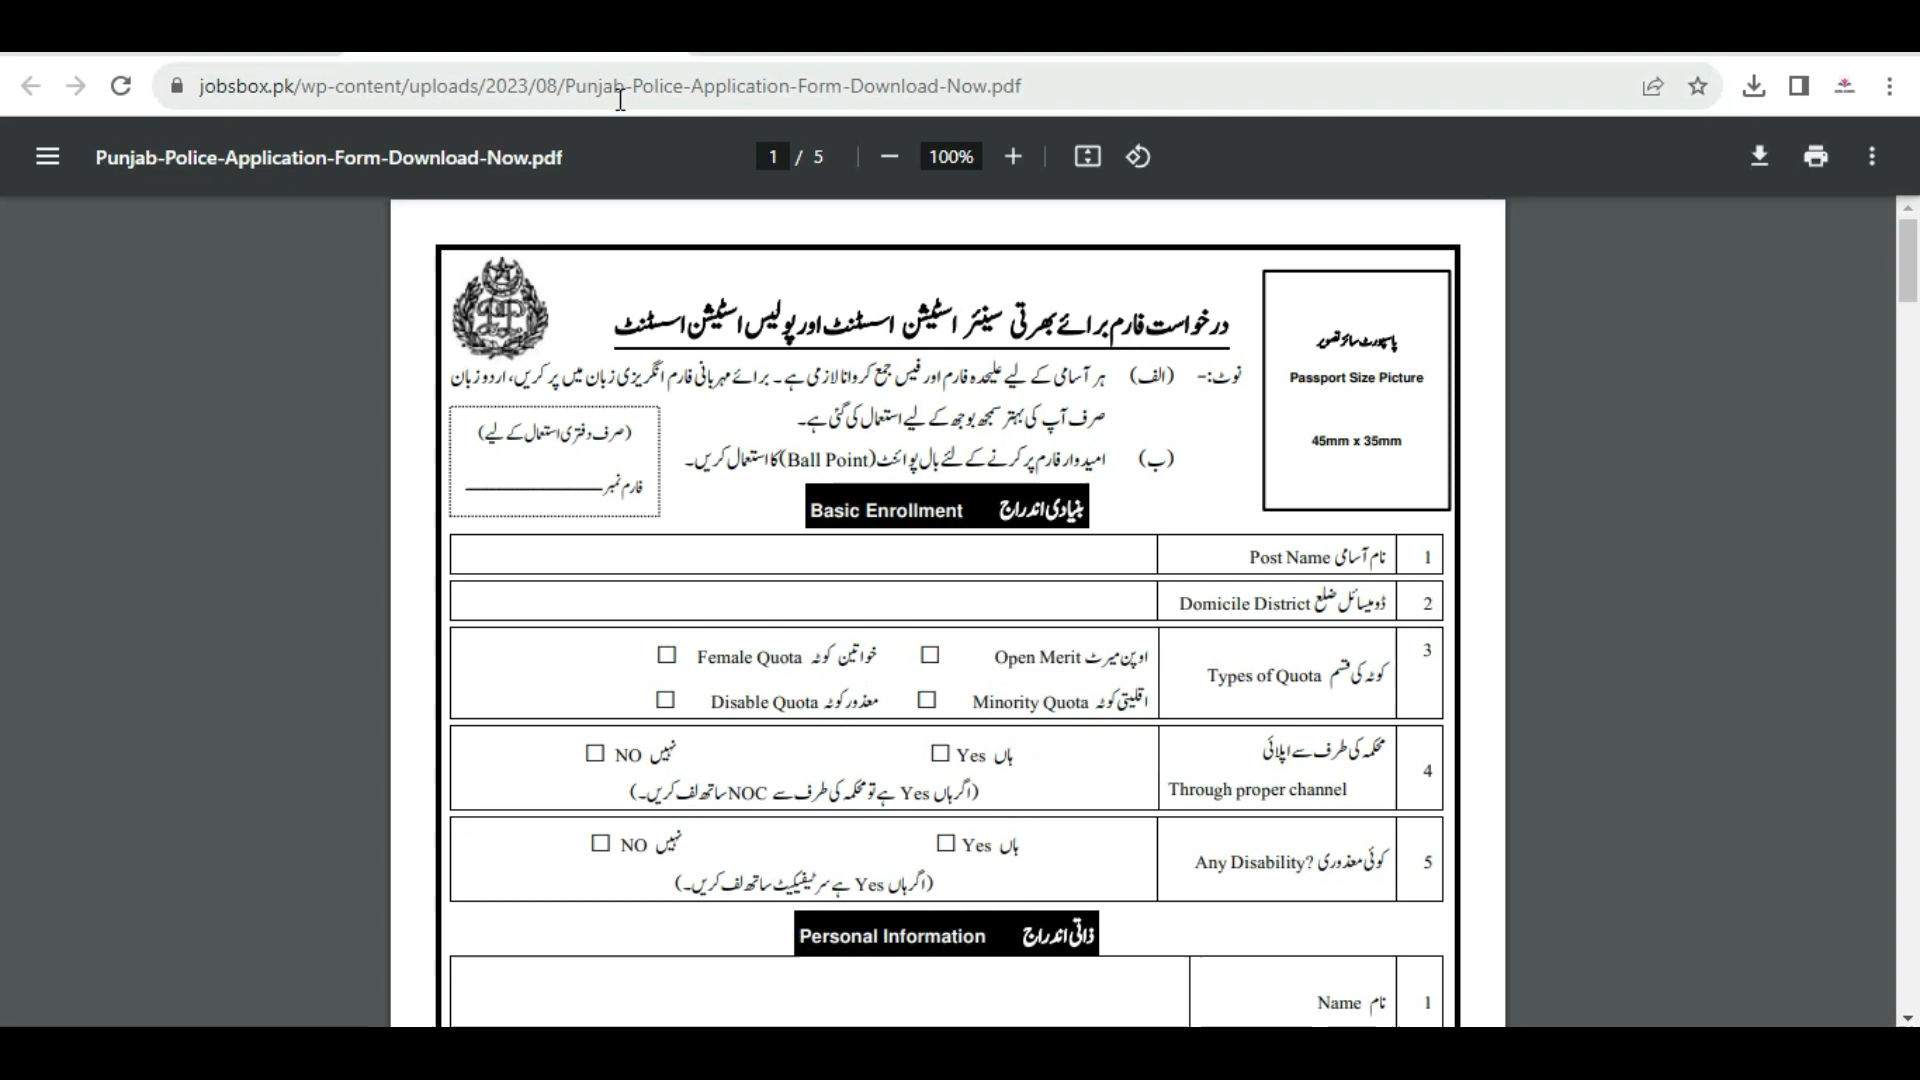 jobsbox.pk/wp-content/uploads/2023/08/Punjab-Police-Application-Form-Download-Now.pdf
Punjab-Police-Application-Form-Download-Now.pdf
1 / 5
100%
درخواست فارم برائے بھرتی سینئر اسٹیشن اسسٹنٹ اور پولیس اسٹیشن اسسٹنٹ
پاسپورٹ سائز تصویر
Passport Size Picture
45mm x 35mm
نوٹ:- (الف) ہر آسامی کے لیے علیحدہ فارم اور فیس جمع کروانا لازمی ہے۔ برائے مہربانی فارم انگریزی زبان میں پر کریں، اردو زبان
صرف آپ کی بہتر سمجھ بوجھ کے لیے استعمال کی گئی ہے۔
(ب) امیدوار فارم پر کرنے کے لئے بال پوائنٹ (Ball Point) کا استعمال کریں۔
(صرف دفتری استعمال کے لیے)
فارم نمبر
Basic Enrollment بنیادی اندراج
1 نام آسامی Post Name
2 ڈومیسائل ضلع Domicile District
3 کوٹہ کی قسم Types of Quota
اوپن میرٹ Open Merit ☐ خواتین کوٹہ Female Quota ☐
اقلیتی کوٹہ Minority Quota ☐ معذور کوٹہ Disable Quota ☐
4 محکمہ کی طرف سے اپلائی
Through proper channel
ہاں Yes ☐ نہیں NO ☐
(اگر ہاں Yes ہے تو محکمہ کی طرف سے NOC ساتھ لف کریں۔)
5 کوئی معذوری Any Disability?
ہاں Yes ☐ نہیں NO ☐
(اگر ہاں Yes ہے سرٹیفیکیٹ ساتھ لف کریں۔)
Personal Information ذاتی اندراج
1 نام Name